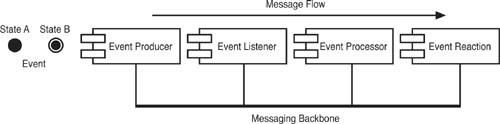 Message Flow
State A
State B
Event
Event Producer
Event Listener
Event Processor
Event Reaction
Messaging Backbone